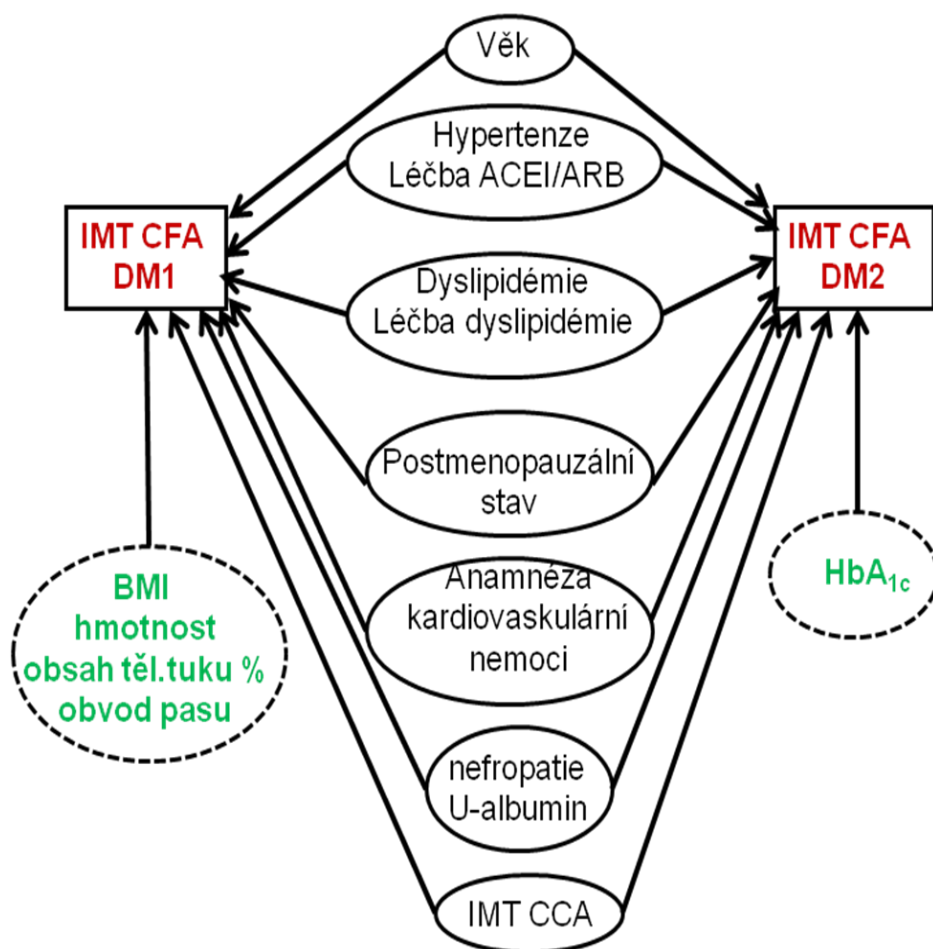 Věk
Hypertenze
Léčba ACEI/ARB
IMT CFA
DM1
IMT CFA
DM2
Dyslipidémie
Léčba dyslipidémie
Postmenopauzální
stav
Anamnéza
kardiovaskulární
nemoci
HbA1c
BMI
hmotnost
obsah těl.tuku %
obvod pasu
nefropatie
U-albumin
IMT CCA